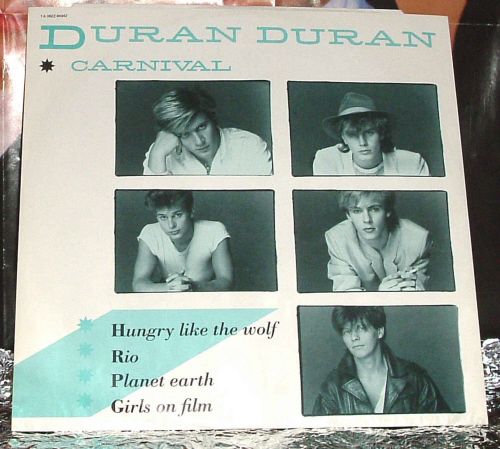 DURAN DURAN
* CARNIVAL
* Hungry like the wolf
* Rio
* Planet earth
* Girls on film